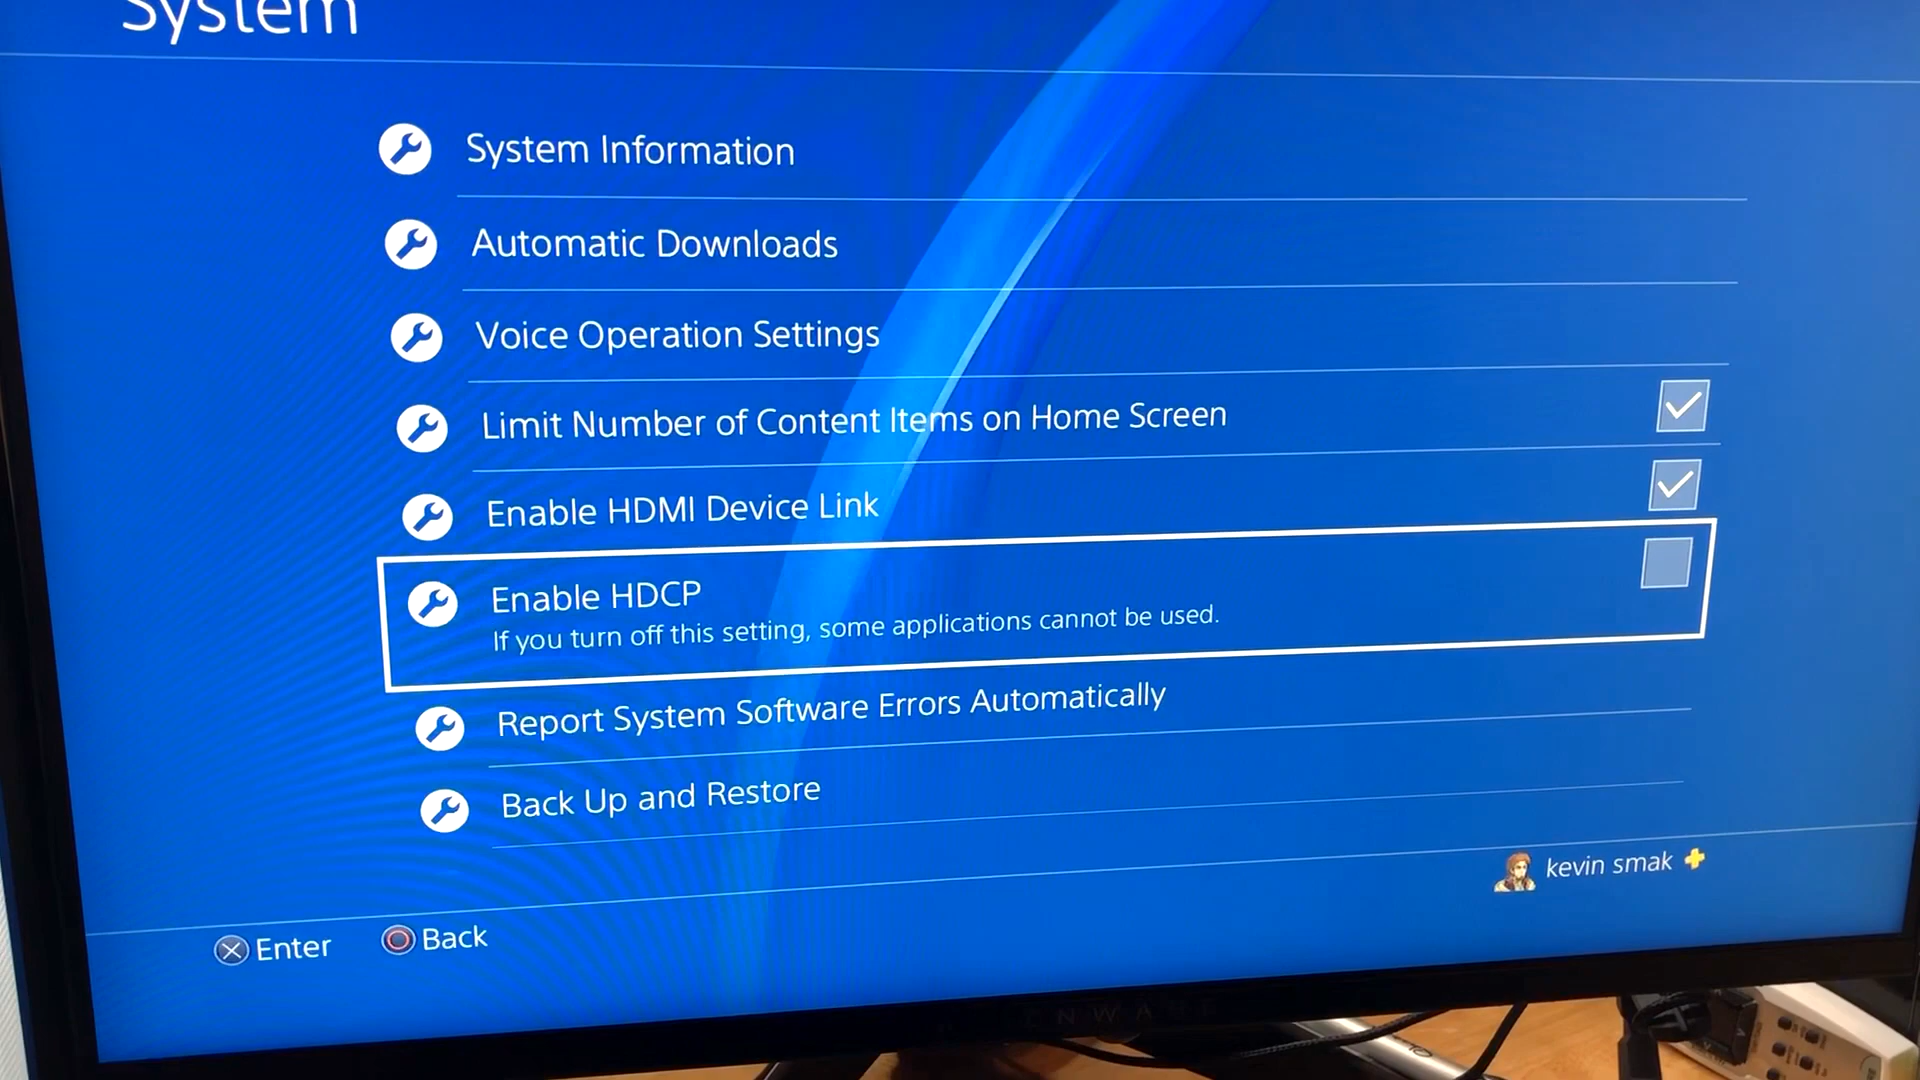 System
System Information
Automatic Downloads
Voice Operation Settings
Limit Number of Content Items on Home Screen
Enable HDMI Device Link
Enable HDCP
If you turn off this setting, some applications cannot be used.
Report System Software Errors Automatically
Back Up and Restore
kevin smak
Enter
Back